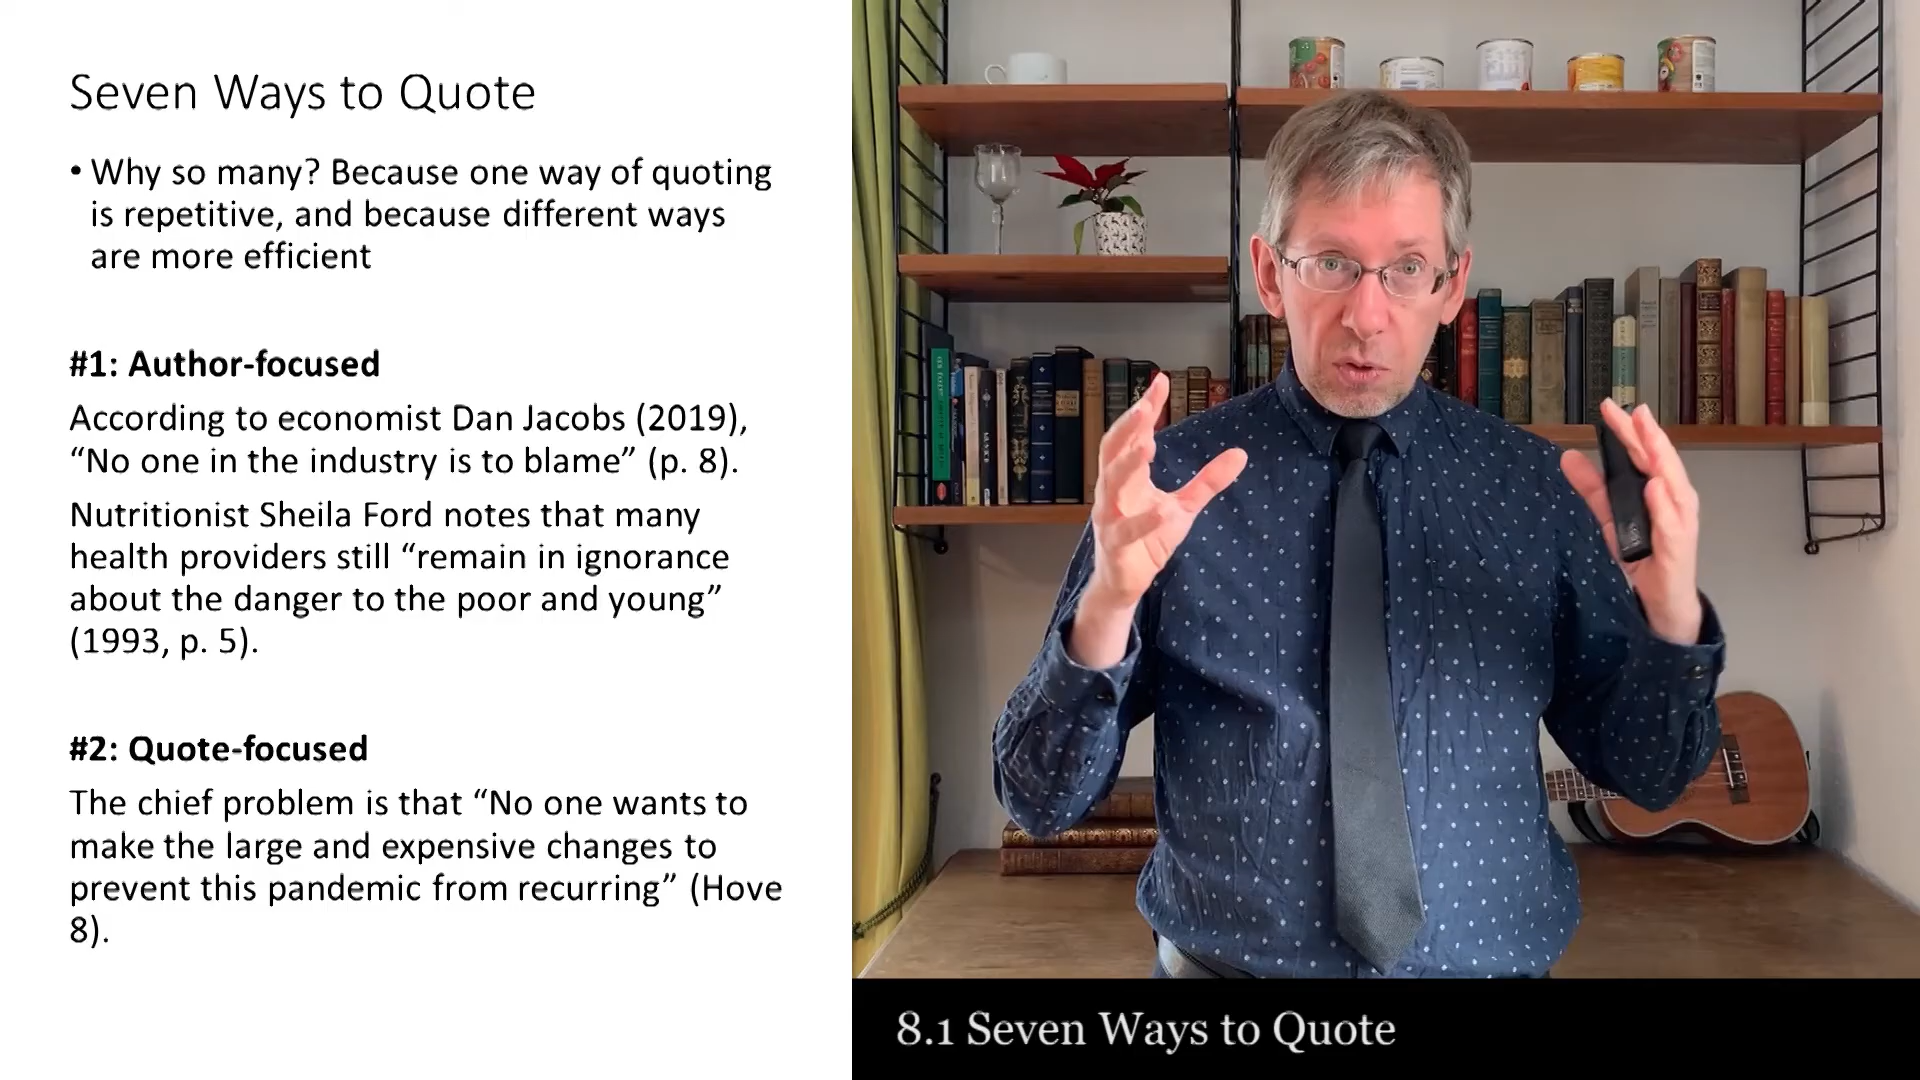 Seven Ways to Quote
• Why so many? Because one way of quoting
is repetitive, and because different ways
are more efficient
#1: Author-focused
According to economist Dan Jacobs (2019),
“No one in the industry is to blame” (p. 8).
Nutritionist Sheila Ford notes that many
health providers still “remain in ignorance
about the danger to the poor and young”
(1993, p. 5).
#2: Quote-focused
The chief problem is that “No one wants to
make the large and expensive changes to
prevent this pandemic from recurring” (Hove
8).
8.1 Seven Ways to Quote